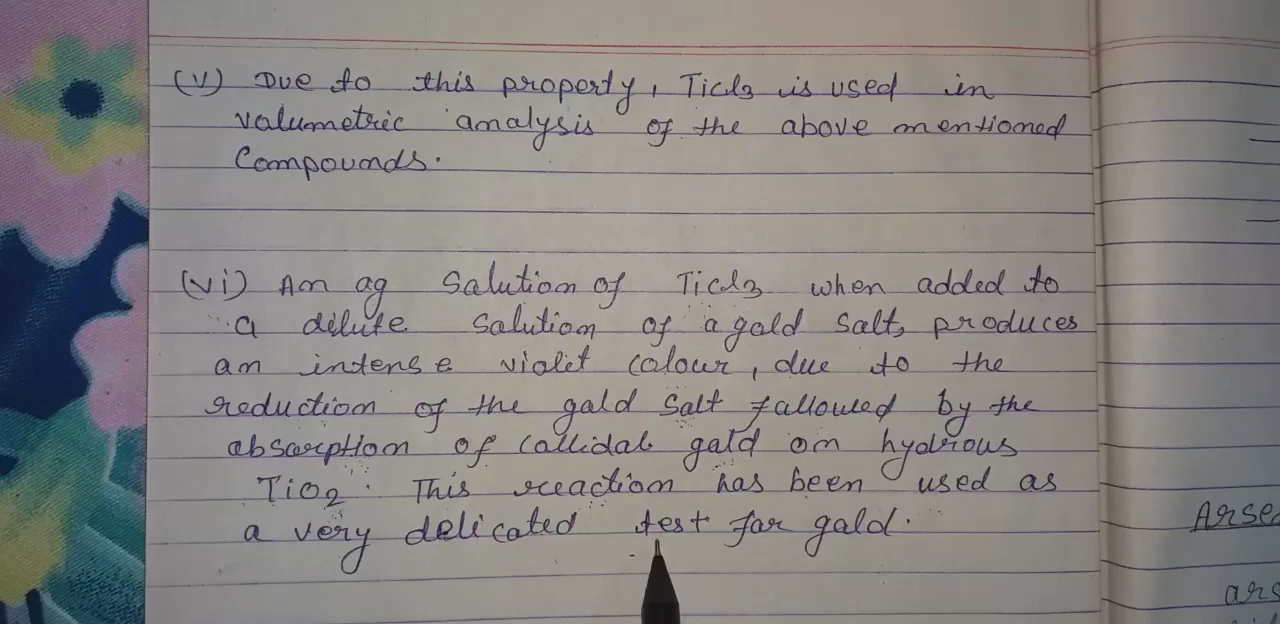 (v) Due to this property, Ticl3 is used in
valumetric analysis of the above mentioned
Compounds.
(vi) An aq Salution of Ticl3 when added to
a dilute Salution of a gold Salt, produces
an intense violet colour, due to the
reduction of the gald Salt fallowed by the
absorption of callidal gald on hydrous
TiO2. This reaction has been used as
a very delicated test far gald.
Arse
ars